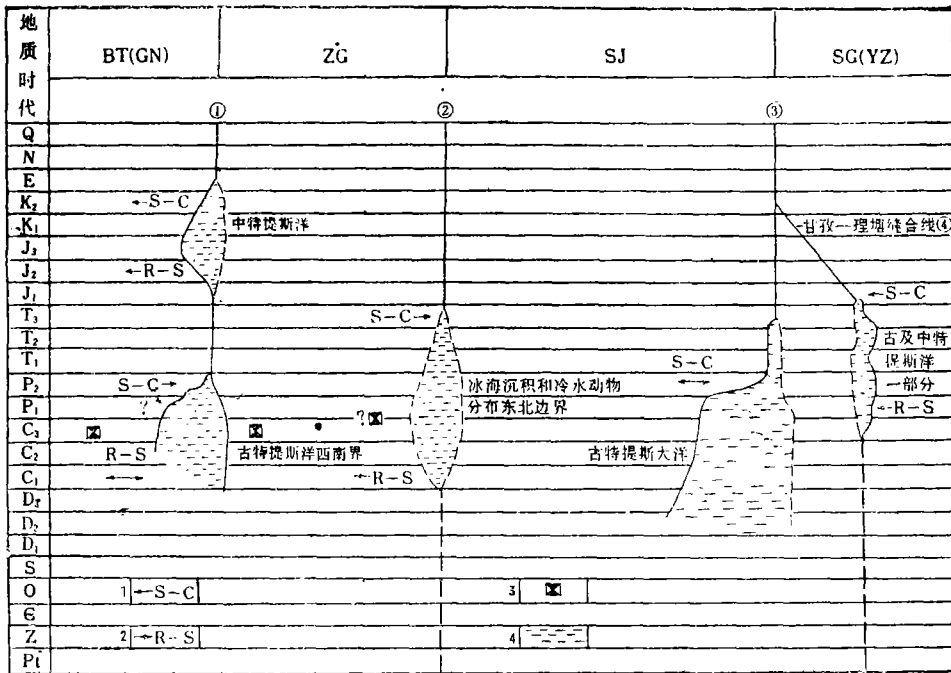 地质时代
BT(GN) ZG SJ SG(YZ)
① ② ③
Q
N
E
K₂ ←S-C
K₁ 中特提斯洋 甘孜—理塘缝合线④
J₃
J₂ ←R-S
J₁ ←S-C
T₃ S-C→
T₂ 古及中特
T₁ S-C 提斯洋
P₂ S-C→ 冰海沉积和冷水动物 一部分
P₁ ? 分布东北边界 ←R-S
C₃ ?
C₂ R-S 古特提斯洋西南界 古特提斯大洋
C₁ ←R-S
D₃
D₂
D₁
S
O 1 ←S-C 3
Є
Z 2 ←R-S 4
Pt